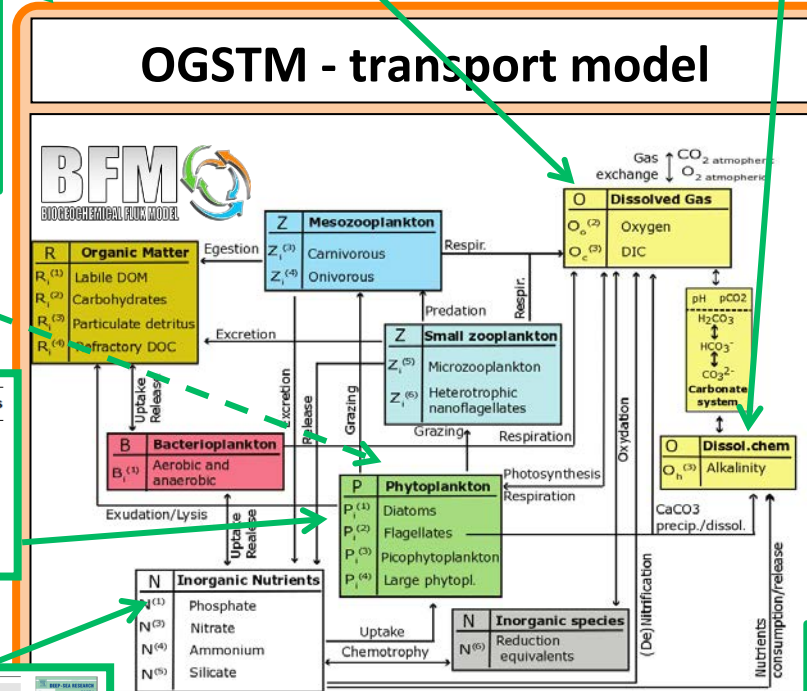 OGSTM - transport model
BFM
BIOGEOCHEMICAL FLUX MODEL
Gas exchange
CO2 atmopheric
O2 atmopheric
O Dissolved Gas
Oo(2) Oxygen
Oc(3) DIC
Z Mesozooplankton
Zi(3) Carnivorous
Zi(4) Onivorous
Respir.
Egestion
R Organic Matter
Ri(1) Labile DOM
Ri(2) Carbohydrates
Ri(3) Particulate detritus
Ri(4) Refractory DOC
Predation
Respir.
pH pCO2
H2CO3
HCO3-
CO32-
Carbonate
system
Excretion
Z Small zooplankton
Zi(5) Microzooplankton
Zi(6) Heterotrophic
nanoflagellates
Uptake
Release
Excretion
Release
Grazing
Grazing
Respiration
Oxydation
s
B Bacterioplankton
Bi(1) Aerobic and
anaerobic
O Dissol.chem
Oh(3) Alkalinity
Photosynthesis
Respiration
P Phytoplankton
Pi(1) Diatoms
Pi(2) Flagellates
Pi(3) Picophytoplankton
Pi(4) Large phytopl.
Exudation/Lysis
CaCO3
precip./dissol.
Uptake
Realese
N Inorganic Nutrients
N(1) Phosphate
N(3) Nitrate
N(4) Ammonium
N(5) Silicate
Uptake
Chemotrophy
N Inorganic species
N(6) Reduction
equivalents
(De)Nitrification
Nutrients
consumption/release
DEEP-SEA RESEARCH